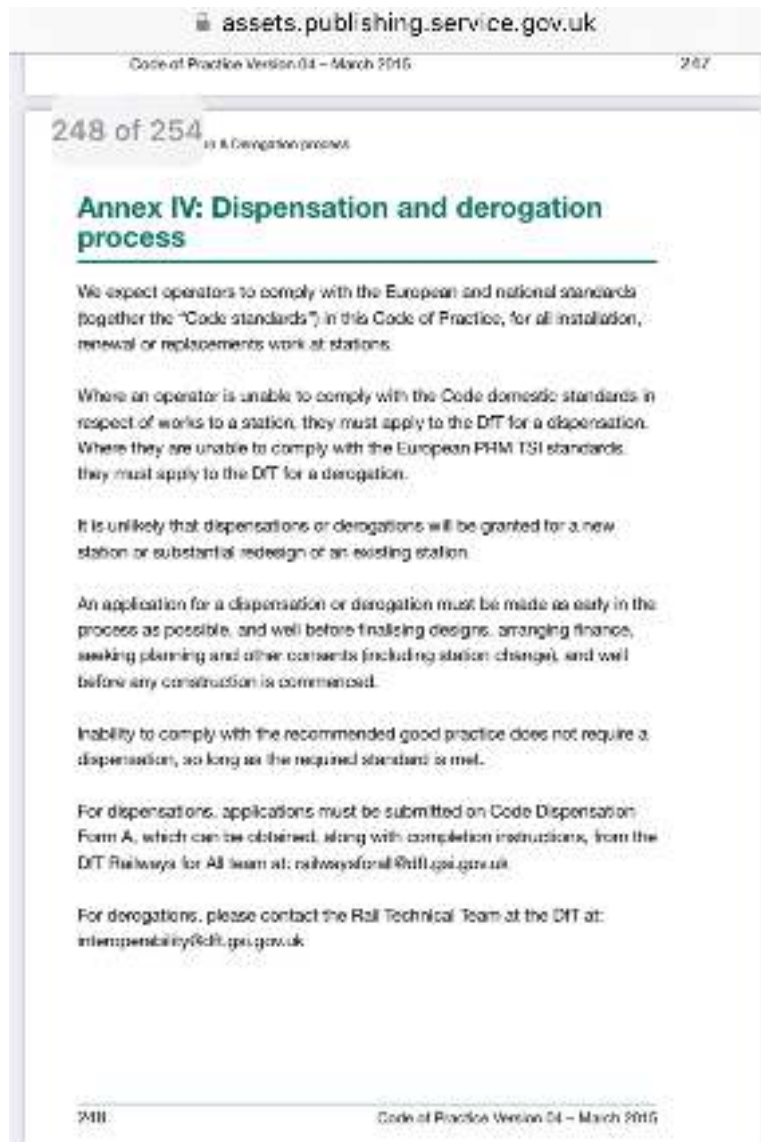 assets.publishing.service.gov.uk
Code of Practice Version 04 – March 2015
247
248 of 254
& Derogation process
Annex IV: Dispensation and derogation
process
We expect operators to comply with the European and national standards
(together the "Code standards") in this Code of Practice, for all installation,
renewal or replacements work at stations.
Where an operator is unable to comply with the Code domestic standards in
respect of works to a station, they must apply to the DfT for a dispensation.
Where they are unable to comply with the European PRM TSI standards,
they must apply to the DfT for a derogation.
It is unlikely that dispensations or derogations will be granted for a new
station or substantial redesign of an existing station.
An application for a dispensation or derogation must be made as early in the
process as possible, and well before finalising designs, arranging finance,
seeking planning and other consents (including station change), and well
before any construction is commenced.
Inability to comply with the recommended good practice does not require a
dispensation, so long as the required standard is met.
For dispensations, applications must be submitted on Code Dispensation
Form A, which can be obtained, along with completion instructions, from the
DfT Railways for All team at: railwaysforall@dft.gsi.gov.uk
For derogations, please contact the Rail Technical Team at the DfT at:
interoperability@dft.gsi.gov.uk
248
Code of Practice Version 04 – March 2015